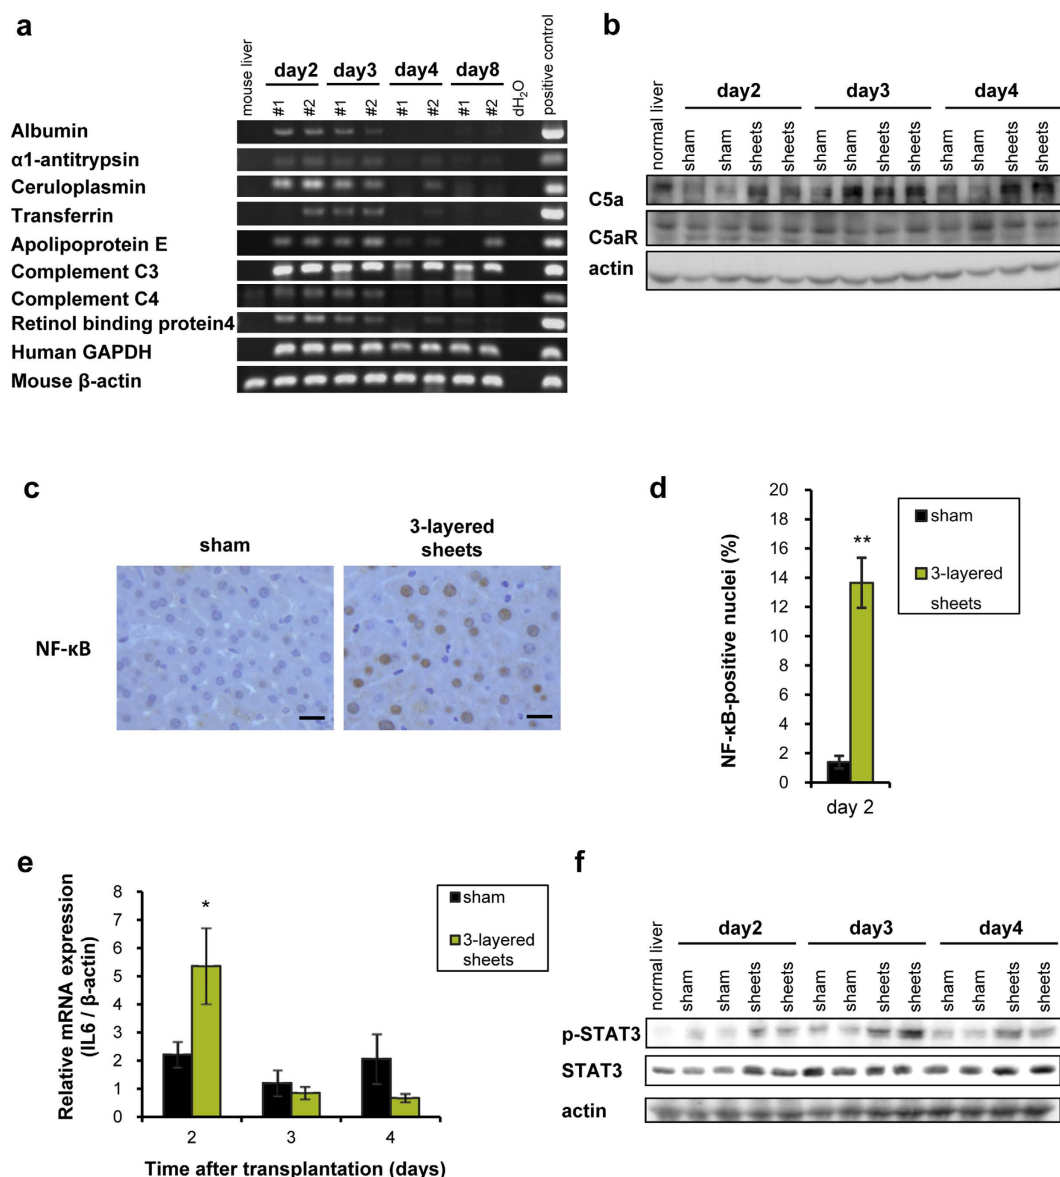 a
mouse liver
day2 day3 day4 day8
#1 #2 #1 #2 #1 #2 #1 #2
dH₂O
positive control
Albumin
α1-antitrypsin
Ceruloplasmin
Transferrin
Apolipoprotein E
Complement C3
Complement C4
Retinol binding protein4
Human GAPDH
Mouse β-actin
b
normal liver
day2 day3 day4
sham sham sheets sheets sham sham sheets sheets sham sham sheets sheets
C5a
C5aR
actin
c
sham
3-layered
sheets
NF-κB
d
NF-κB-positive nuclei (%)
20
18
16
14
12
10
8
6
4
2
0
**
day 2
sham
3-layered
sheets
e
Relative mRNA expression
(IL6 / β-actin)
8
7
6
5
4
3
2
1
0
*
2 3 4
Time after transplantation (days)
sham
3-layered
sheets
f
normal liver
day2 day3 day4
sham sham sheets sheets sham sham sheets sheets sham sham sheets sheets
p-STAT3
STAT3
actin